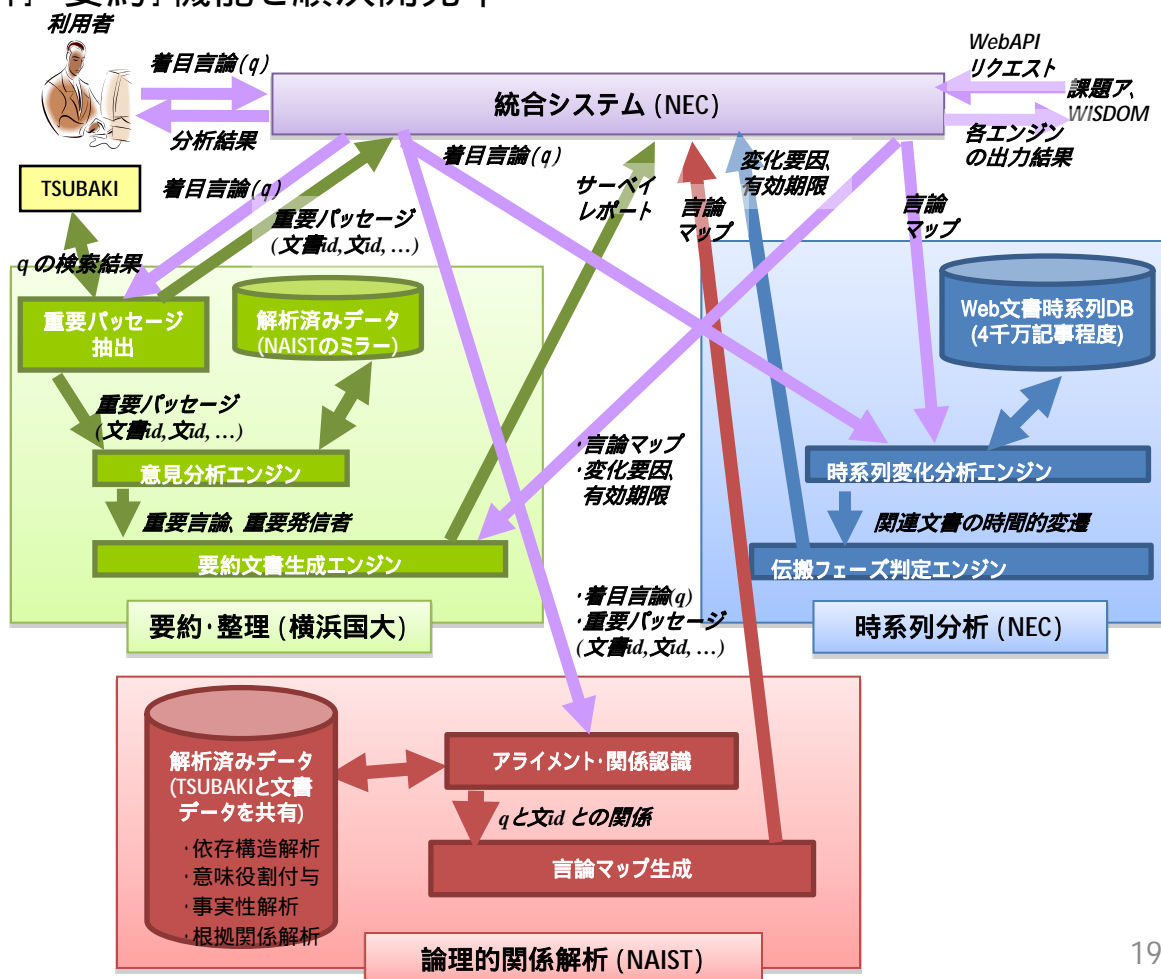 利用者
着目言論(q)
分析結果
統合システム (NEC)
WebAPI
リクエスト
課題ア、
WISDOM
各エンジン
の出力結果
TSUBAKI
着目言論(q)
重要パッセージ
(文書id,文id, …)
着目言論(q)
サーベイ
レポート
言論
マップ
変化要因、
有効期限
言論
マップ
q の検索結果
重要パッセージ
抽出
解析済みデータ
(NAISTのミラー)
重要パッセージ
(文書id,文id, …)
意見分析エンジン
重要言論、重要発信者
要約文書生成エンジン
要約・整理 (横浜国大)
・言論マップ
・変化要因、
有効期限
Web文書時系列DB
(4千万記事程度)
時系列変化分析エンジン
関連文書の時間的変遷
伝搬フェーズ判定エンジン
時系列分析 (NEC)
・着目言論(q)
・重要パッセージ
(文書id,文id, …)
解析済みデータ
(TSUBAKIと文書
データを共有)
・依存構造解析
・意味役割付与
・事実性解析
・根拠関係解析
アライメント・関係認識
qと文id との関係
言論マップ生成
論理的関係解析 (NAIST)
19